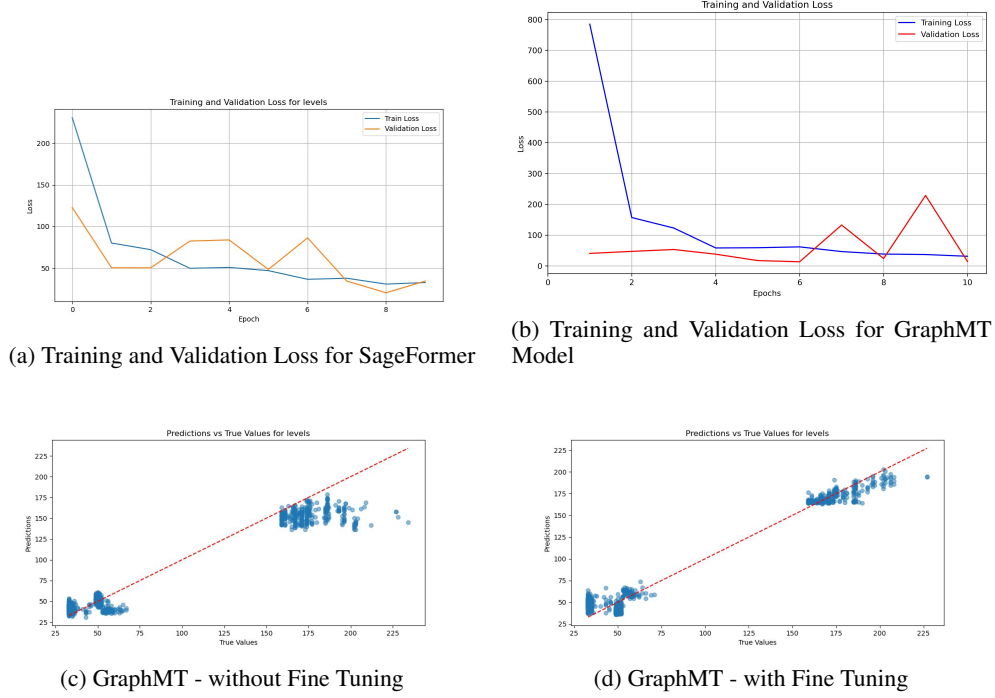 Training and Validation Loss for levels
Train Loss
Validation Loss
200
150
100
50
Loss
0
2
4
6
8
Epoch
(a) Training and Validation Loss for SageFormer
Training and Validation Loss
Training Loss
Validation Loss
800
700
600
500
400
300
200
100
0
Loss
0
2
4
6
8
10
Epochs
(b) Training and Validation Loss for GraphMT
Model
Predictions vs True Values for levels
225
200
175
150
125
100
75
50
25
Predictions
25
50
75
100
125
150
175
200
225
True Values
(c) GraphMT - without Fine Tuning
Predictions vs True Values for levels
225
200
175
150
125
100
75
50
25
Predictions
25
50
75
100
125
150
175
200
225
True Values
(d) GraphMT - with Fine Tuning